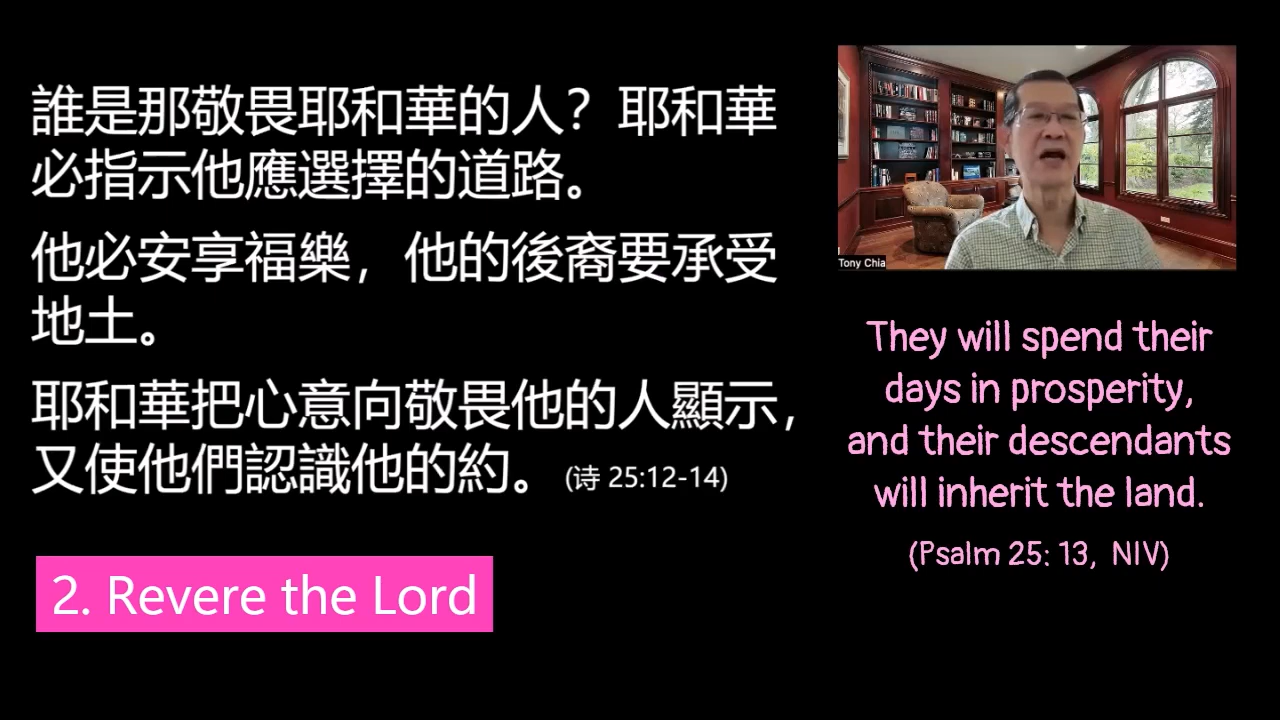 誰是那敬畏耶和華的人？耶和華
必指示他應選擇的道路。
他必安享福樂，他的後裔要承受
地土。
耶和華把心意向敬畏他的人顯示，
又使他們認識他的約。(诗 25:12-14)
2. Revere the Lord
Tony Chia
They will spend their
days in prosperity,
and their descendants
will inherit the land.
(Psalm 25: 13, NIV)